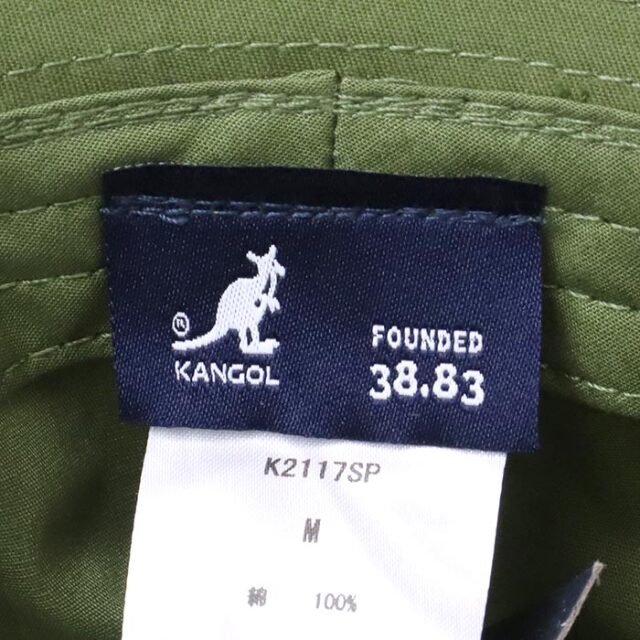 ®
KANGOL
FOUNDED
38.83
K2117SP
M
綿 100%